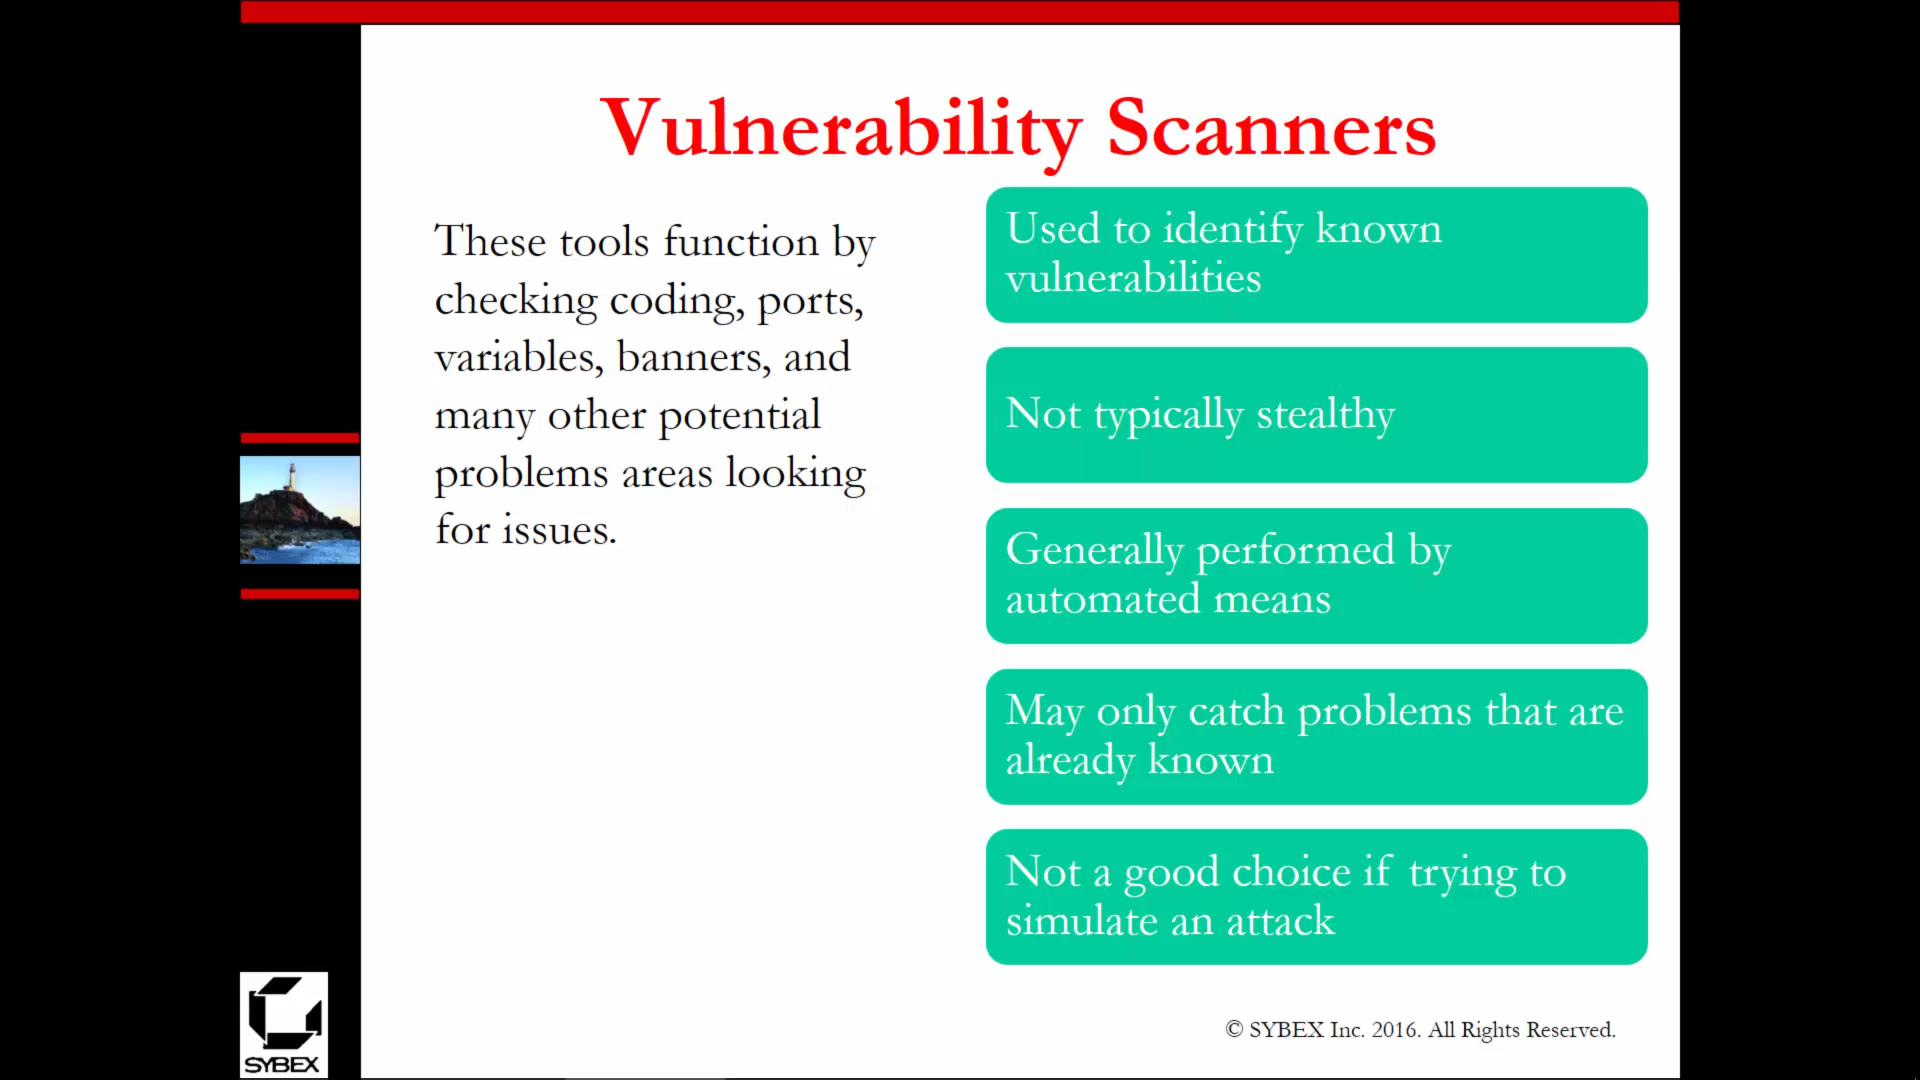 Vulnerability Scanners
These tools function by
checking coding, ports,
variables, banners, and
many other potential
problems areas looking
for issues.
Used to identify known
vulnerabilities
Not typically stealthy
Generally performed by
automated means
May only catch problems that are
already known
Not a good choice if trying to
simulate an attack
SYBEX
© SYBEX Inc. 2016. All Rights Reserved.